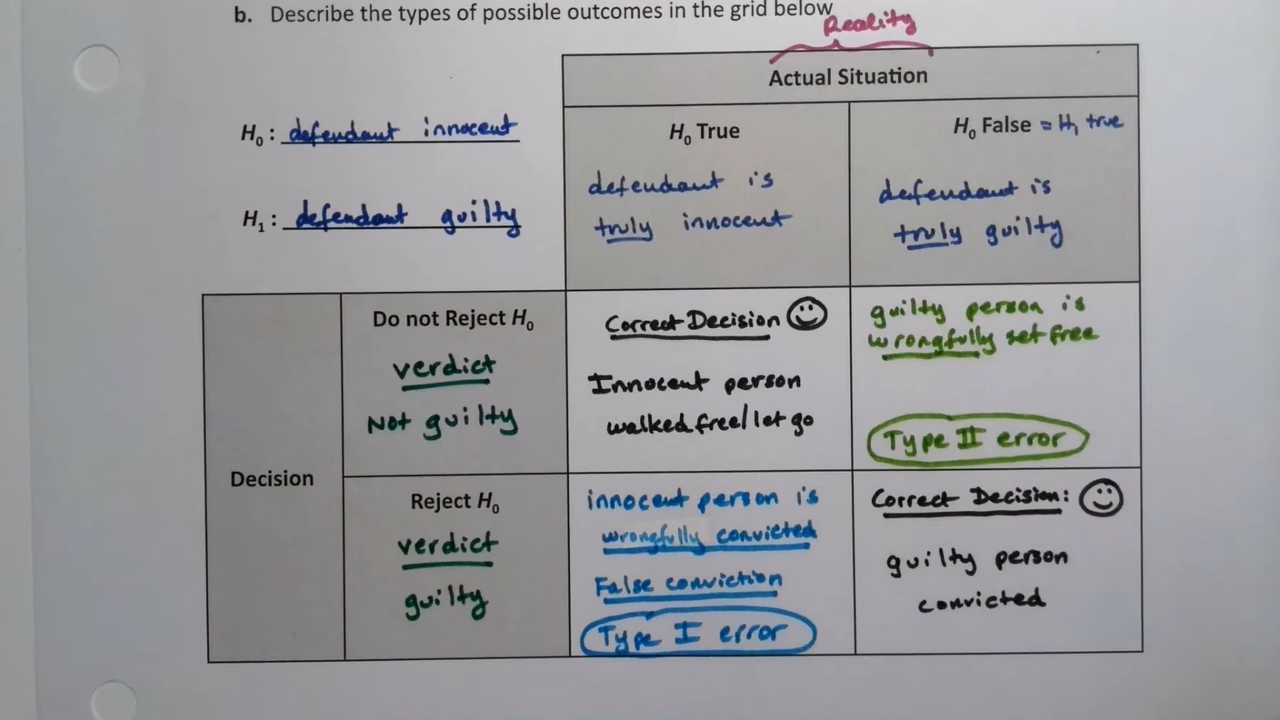 b. Describe the types of possible outcomes in the grid below
Reality
Actual Situation
H₀ : defendant innocent
H₁ : defendant guilty
H₀ True
defendant is
truly innocent
H₀ False = H₁ true
defendant is
truly guilty
Decision
Do not Reject H₀
verdict
Not guilty
Correct Decision
Innocent person
walked free/let go
guilty person is
wrongfully set free
Type II error
Reject H₀
verdict
guilty
innocent person is
wrongfully convicted
False conviction
Type I error
Correct Decision:
guilty person
convicted